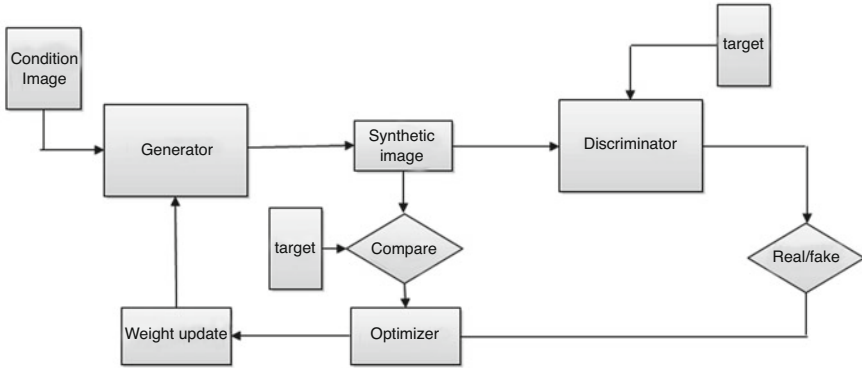 Condition
Image
target
Generator
Synthetic
image
Discriminator
target
Compare
Real/fake
Weight update
Optimizer